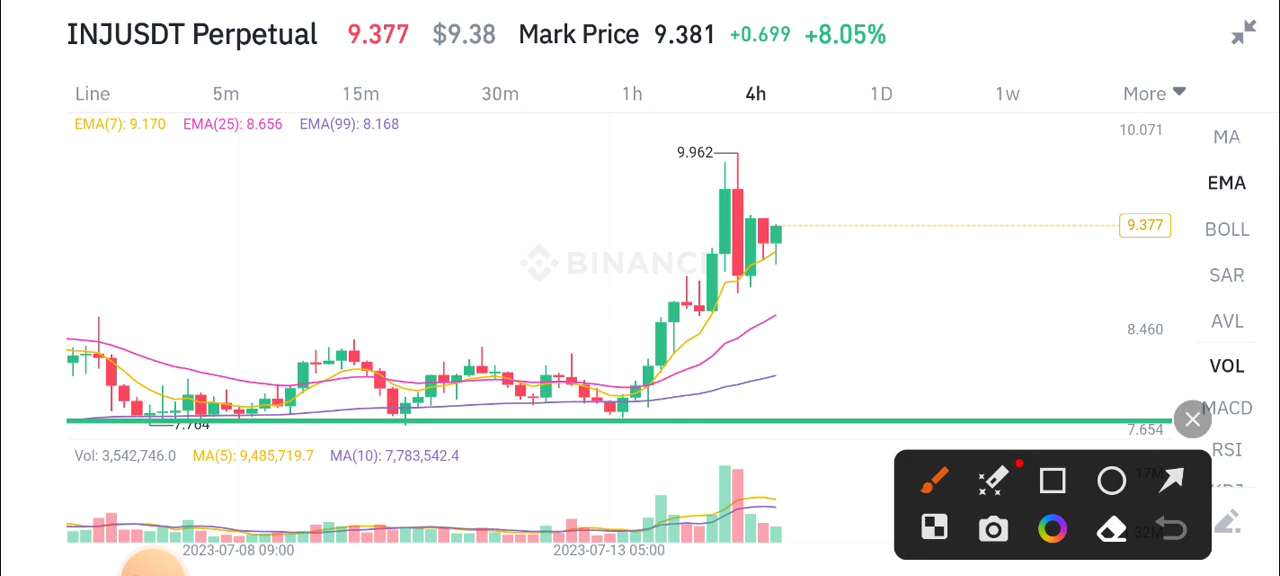 INJUSDT Perpetual 9.377 $9.38 Mark Price 9.381 +0.699 +8.05%
Line 5m 15m 30m 1h 4h 1D 1w More
EMA(7): 9.170 EMA(25): 8.656 EMA(99): 8.168
10.071
MA
9.962
EMA
9.377
BOLL
BINANC
SAR
AVL
8.460
VOL
MACD
7.764
7.654
RSI
Vol: 3,542,746.0 MA(5): 9,485,719.7 MA(10): 7,783,542.4
17M
32M
2023-07-08 09:00 2023-07-13 05:00